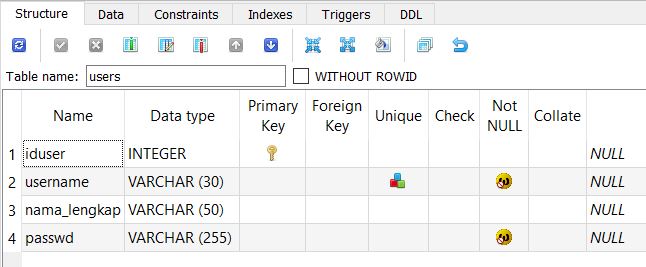 Structure Data Constraints Indexes Triggers DDL
Table name: users WITHOUT ROWID
Name Data type Primary Key Foreign Key Unique Check Not NULL Collate
1 iduser INTEGER NULL
2 username VARCHAR (30) NULL
3 nama_lengkap VARCHAR (50) NULL
4 passwd VARCHAR (255) NULL